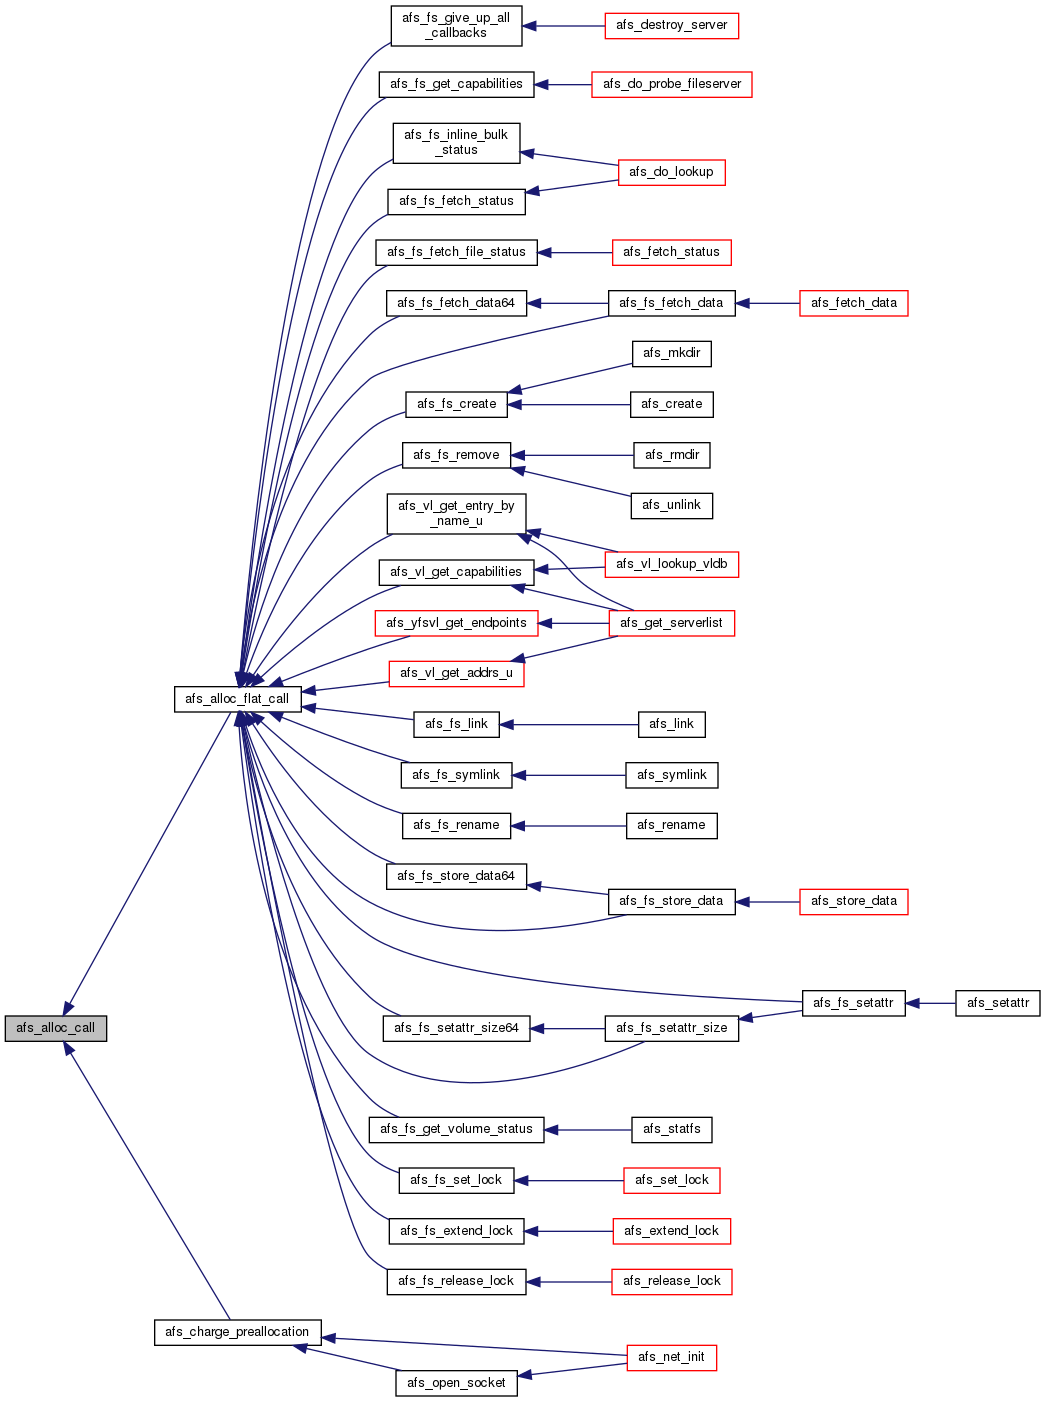 afs_fs_give_up_all
_callbacks
afs_destroy_server
afs_fs_get_capabilities
afs_do_probe_fileserver
afs_fs_inline_bulk
_status
afs_do_lookup
afs_fs_fetch_status
afs_fs_fetch_file_status
afs_fetch_status
afs_fs_fetch_data64
afs_fs_fetch_data
afs_fetch_data
afs_mkdir
afs_fs_create
afs_create
afs_fs_remove
afs_rmdir
afs_unlink
afs_vl_get_entry_by
_name_u
afs_vl_lookup_vldb
afs_vl_get_capabilities
afs_yfsvl_get_endpoints
afs_get_serverlist
afs_vl_get_addrs_u
afs_alloc_flat_call
afs_fs_link
afs_link
afs_fs_symlink
afs_symlink
afs_fs_rename
afs_rename
afs_fs_store_data64
afs_fs_store_data
afs_store_data
afs_fs_setattr
afs_setattr
afs_alloc_call
afs_fs_setattr_size64
afs_fs_setattr_size
afs_fs_get_volume_status
afs_statfs
afs_fs_set_lock
afs_set_lock
afs_fs_extend_lock
afs_extend_lock
afs_fs_release_lock
afs_release_lock
afs_charge_preallocation
afs_net_init
afs_open_socket